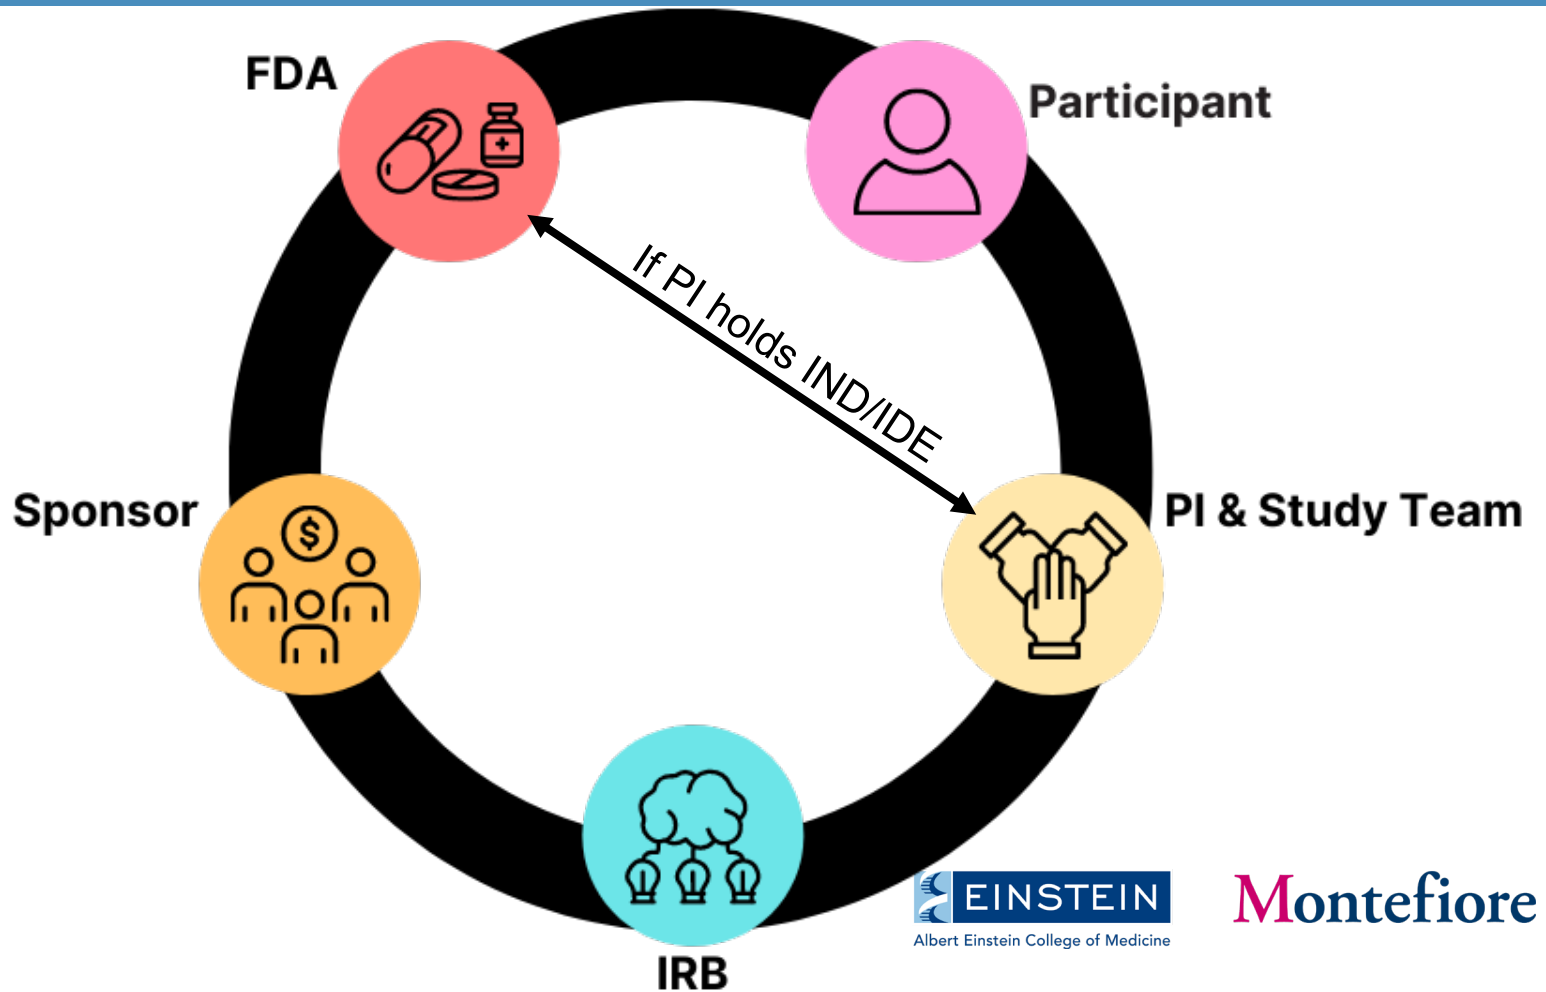 FDA
Participant
If PI holds IND/IDE
Sponsor
$
PI & Study Team
IRB
EINSTEIN
Albert Einstein College of Medicine
Montefiore